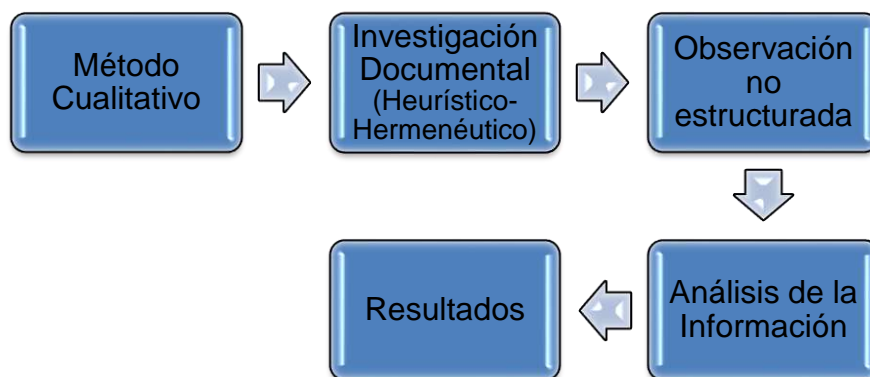 Método
Cualitativo
Investigación
Documental
(Heurístico-
Hermenéutico)
Observación
no
estructurada
Análisis de la
Información
Resultados